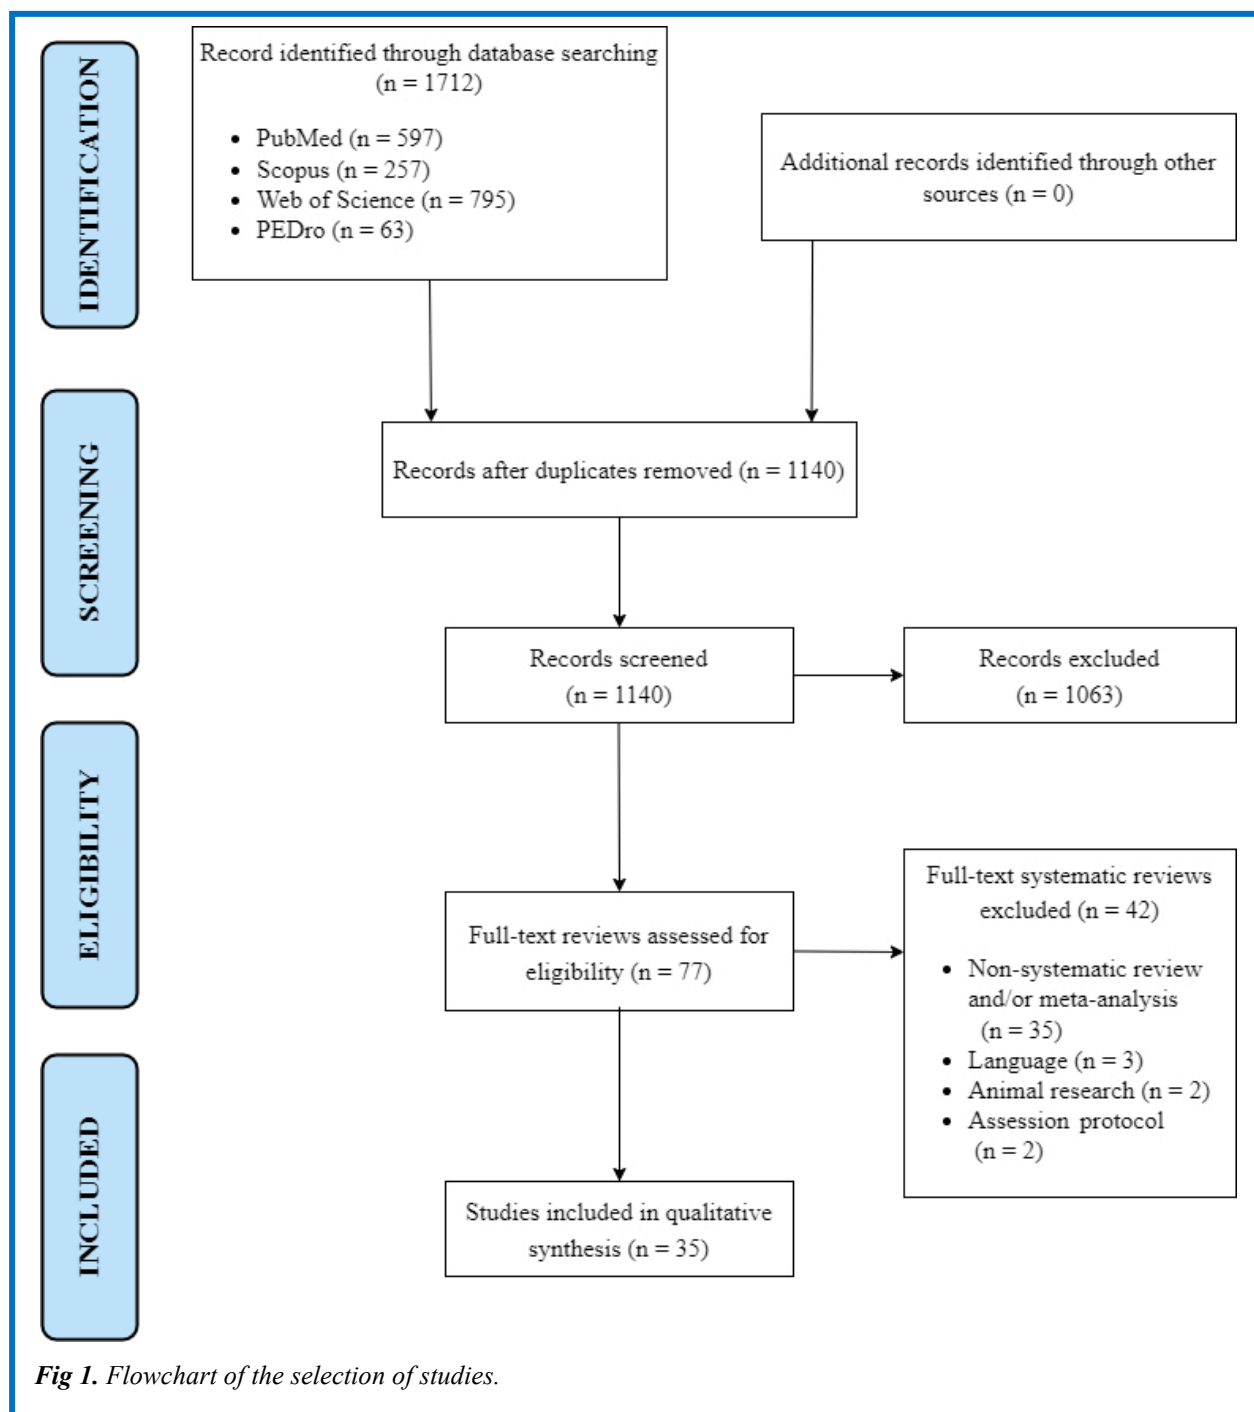 IDENTIFICATION
Record identified through database searching
(n = 1712)
• PubMed (n = 597)
• Scopus (n = 257)
• Web of Science (n = 795)
• PEDro (n = 63)
Additional records identified through other
sources (n = 0)
SCREENING
Records after duplicates removed (n = 1140)
Records screened
(n = 1140)
Records excluded
(n = 1063)
ELIGIBILITY
Full-text reviews assessed for
eligibility (n = 77)
Full-text systematic reviews
excluded (n = 42)
• Non-systematic review
and/or meta-analysis
(n = 35)
• Language (n = 3)
• Animal research (n = 2)
• Assession protocol
(n = 2)
INCLUDED
Studies included in qualitative
synthesis (n = 35)
Fig 1. Flowchart of the selection of studies.